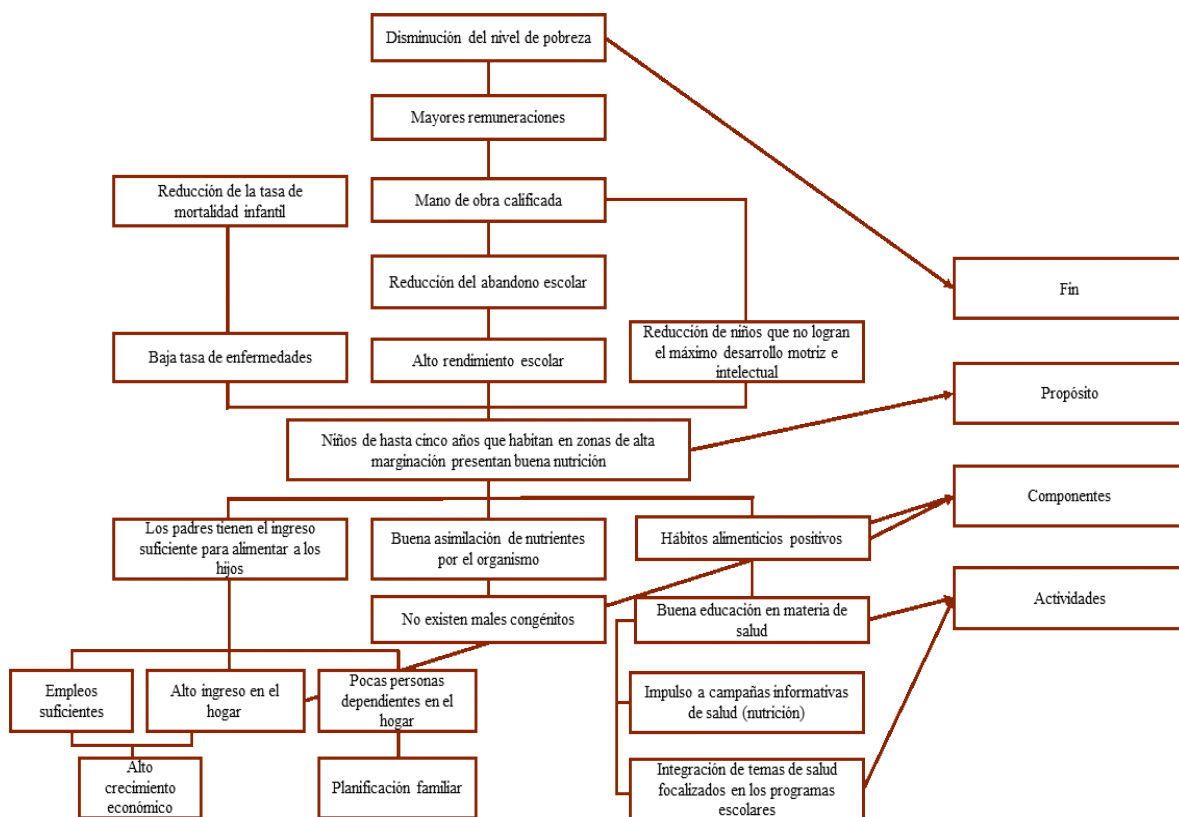 Disminución del nivel de pobreza
Mayores remuneraciones
Reducción de la tasa de
mortalidad infantil
Mano de obra calificada
Reducción del abandono escolar
Fin
Baja tasa de enfermedades
Alto rendimiento escolar
Reducción de niños que no logran
el máximo desarrollo motriz e
intelectual
Propósito
Niños de hasta cinco años que habitan en zonas de alta
marginación presentan buena nutrición
Componentes
Los padres tienen el ingreso
suficiente para alimentar a los
hijos
Buena asimilación de nutrientes
por el organismo
Hábitos alimenticios positivos
Actividades
No existen males congénitos
Buena educación en materia de
salud
Empleos
suficientes
Alto ingreso en el
hogar
Pocas personas
dependientes en el
hogar
Impulso a campañas informativas
de salud (nutrición)
Alto
crecimiento
económico
Planificación familiar
Integración de temas de salud
focalizados en los programas
escolares